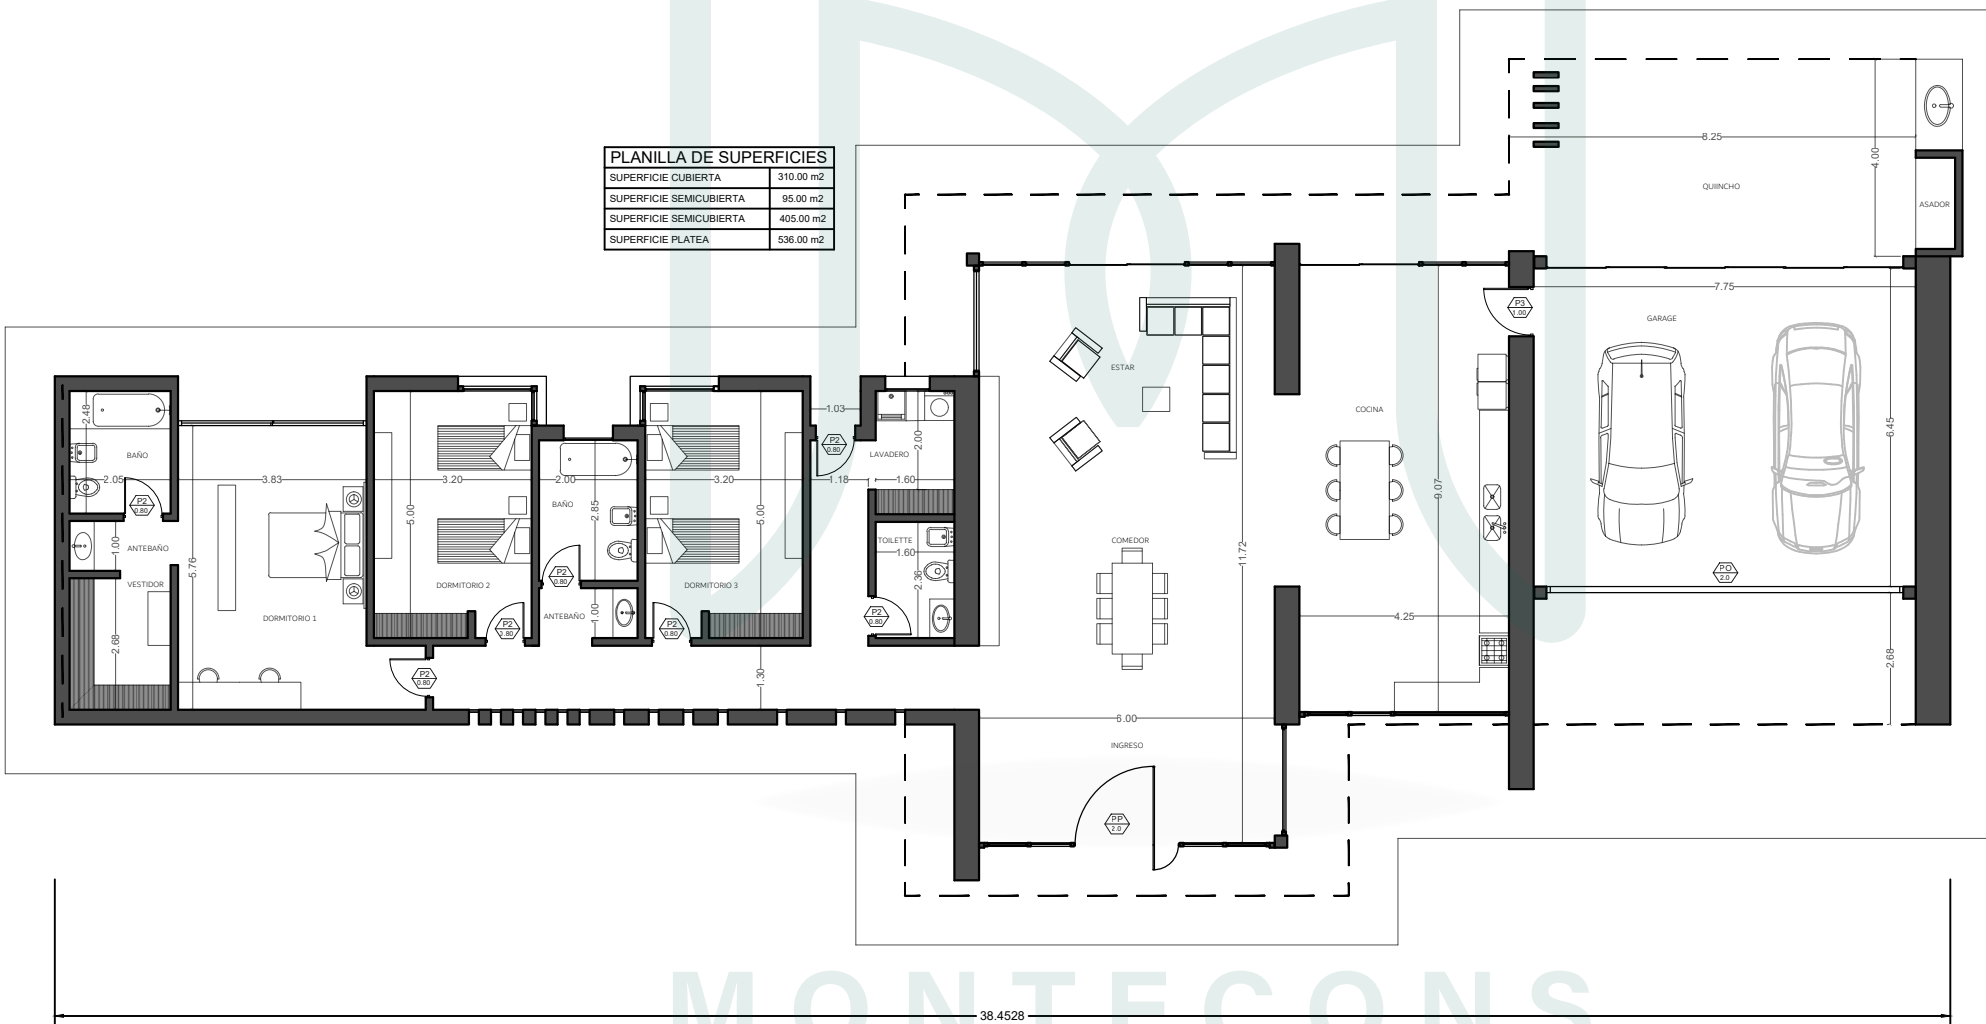 PLANILLA DE SUPERFICIES
SUPERFICIE CUBIERTA 310.00 m2
SUPERFICIE SEMICUBIERTA 95.00 m2
SUPERFICIE SEMICUBIERTA 405.00 m2
SUPERFICIE PLATEA 536.00 m2
8.25
4.00
QUIINCHO
ASADOR
7.75
P3
1.00
GARAGE
6.45
PO
2.0
2.68
ESTAR
COCINA
9.07
4.25
COMEDOR
11.72
6.00
INGRESO
PP
2.0
2.48
BAÑO
2.05
P2
0.80
1.00
ANTEBAÑO
VESTIDOR
2.68
3.83
5.76
DORMITORIO 1
P2
0.80
3.20
5.00
DORMITORIO 2
P2
0.80
2.00
BAÑO
2.85
P2
0.80
ANTEBAÑO
1.00
3.20
5.00
DORMITORIO 3
P2
0.80
1.03
P2
0.80
1.18
LAVADERO
2.00
1.60
TOILETTE
1.60
2.36
P2
0.80
1.30
38.4528
MONTECONS